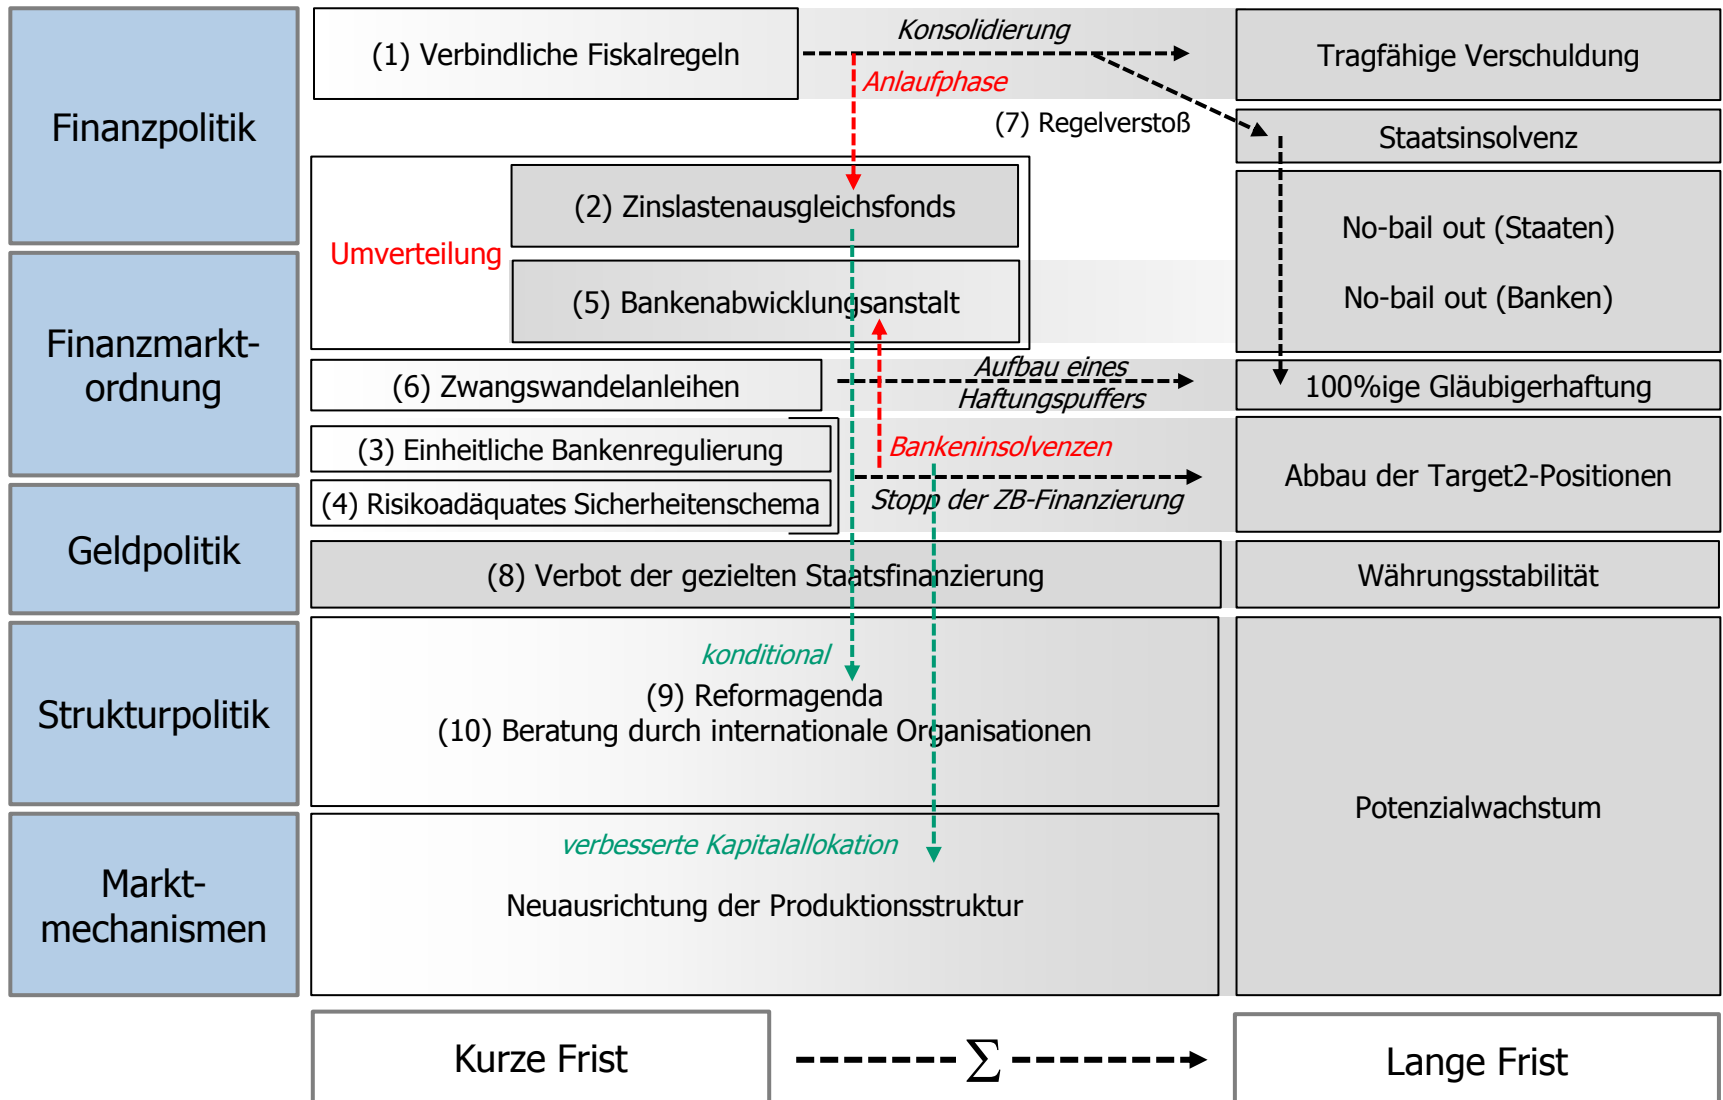 Finanzpolitik
(1) Verbindliche Fiskalregeln
Konsolidierung
Anlaufphase
Tragfähige Verschuldung
(7) Regelverstoß
Staatsinsolvenz
Umverteilung
(2) Zinslastenausgleichsfonds
No-bail out (Staaten)
Finanzmarkt-
ordnung
(5) Bankenabwicklungsanstalt
No-bail out (Banken)
(6) Zwangswandelanleihen
Aufbau eines
Haftungspuffers
100%ige Gläubigerhaftung
(3) Einheitliche Bankenregulierung
Bankeninsolvenzen
(4) Risikoadäquates Sicherheitenschema
Stopp der ZB-Finanzierung
Abbau der Target2-Positionen
Geldpolitik
(8) Verbot der gezielten Staatsfinanzierung
Währungsstabilität
Strukturpolitik
konditional
(9) Reformagenda
(10) Beratung durch internationale Organisationen
Potenzialwachstum
Markt-
mechanismen
verbesserte Kapitalallokation
Neuausrichtung der Produktionsstruktur
Kurze Frist
Σ
Lange Frist